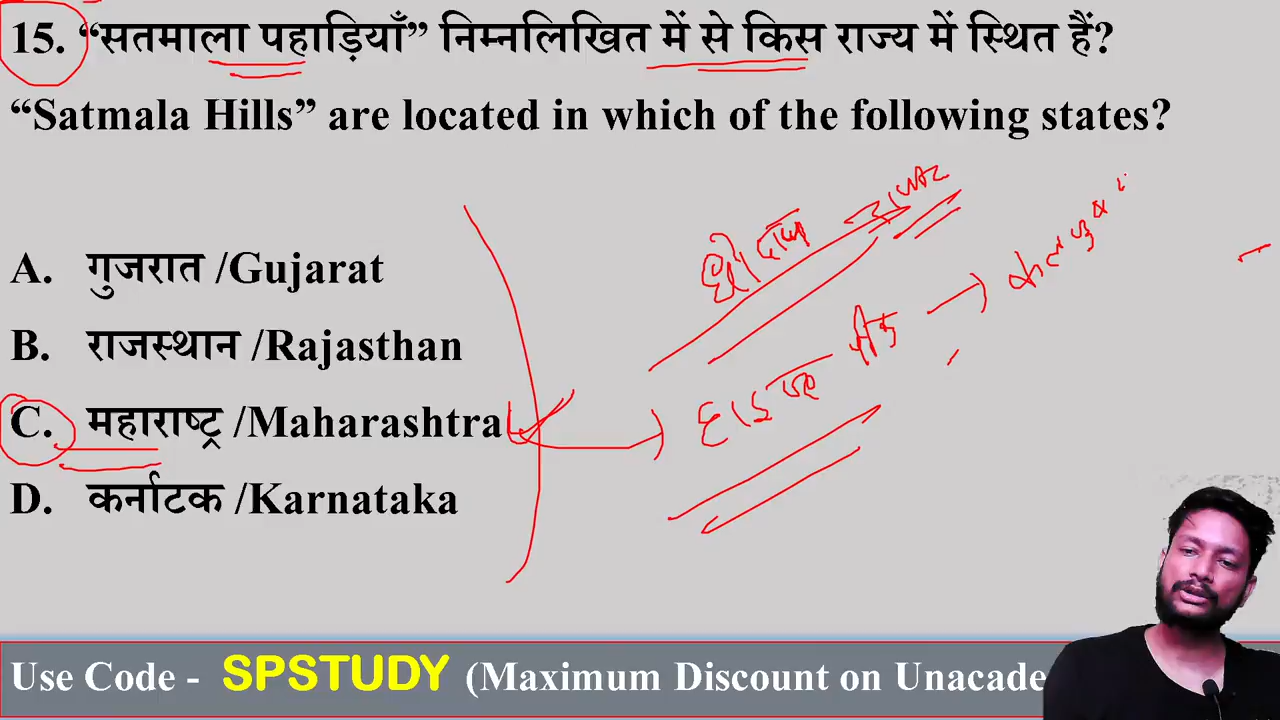 15. “सतमाला पहाड़ियाँ” निम्नलिखित में से किस राज्य में स्थित हैं?
“Satmala Hills” are located in which of the following states?
A. गुजरात /Gujarat
B. राजस्थान /Rajasthan
C. महाराष्ट्र /Maharashtra
D. कर्नाटक /Karnataka
Use Code - SPSTUDY (Maximum Discount on Unacade